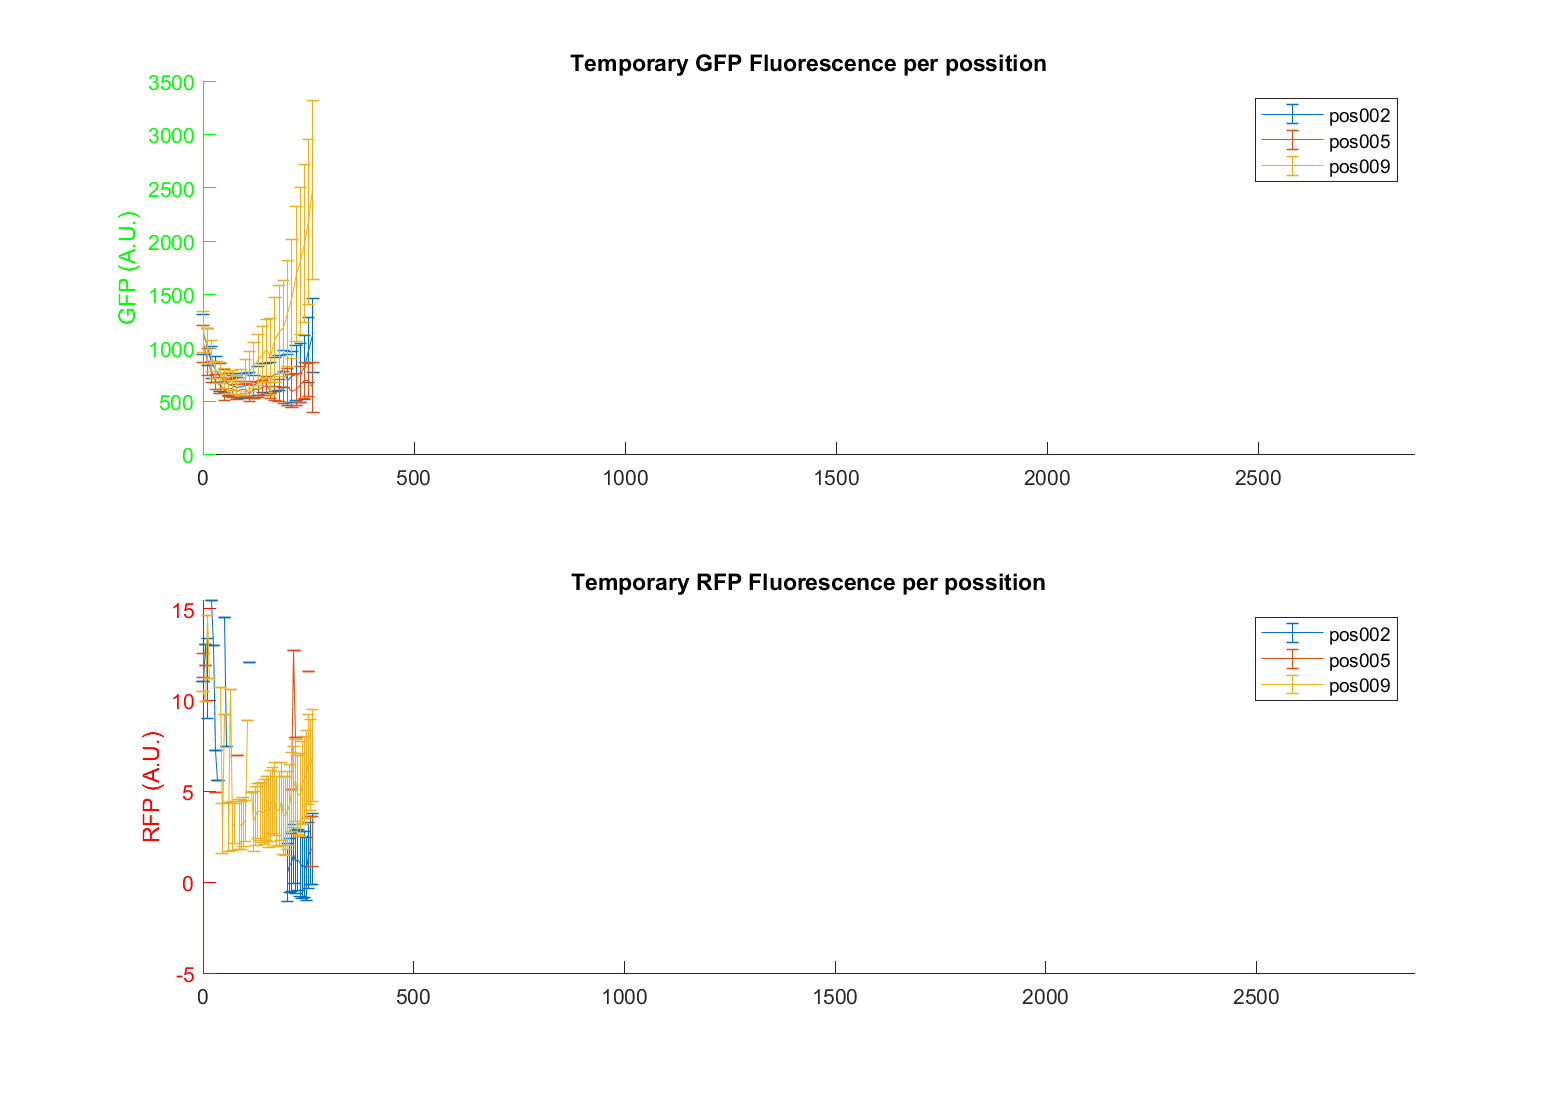 Temporary GFP Fluorescence per possition
GFP (A.U.)
3500
3000
2500
2000
1500
1000
500
0
0 500 1000 1500 2000 2500
pos002
pos005
pos009
Temporary RFP Fluorescence per possition
RFP (A.U.)
15
10
5
0
-5
0 500 1000 1500 2000 2500
pos002
pos005
pos009